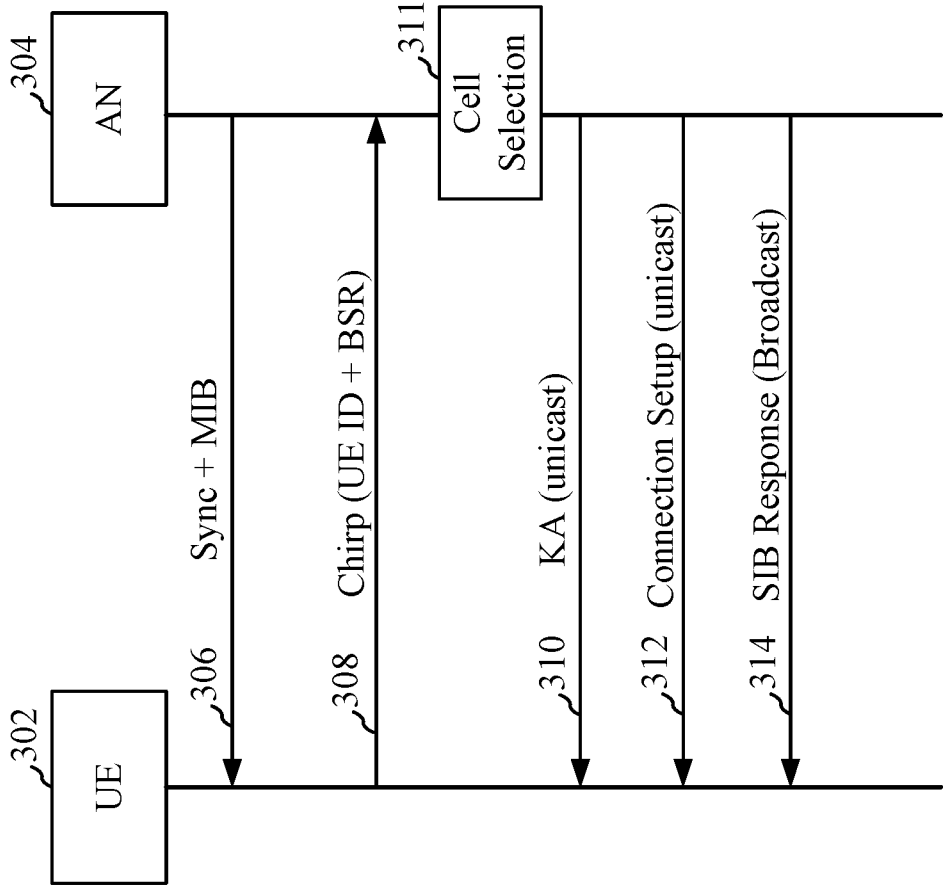 302
UE
304
AN
306
Sync + MIB
308
Chirp (UE ID + BSR)
311
Cell
Selection
310
KA (unicast)
312
Connection Setup (unicast)
314
SIB Response (Broadcast)